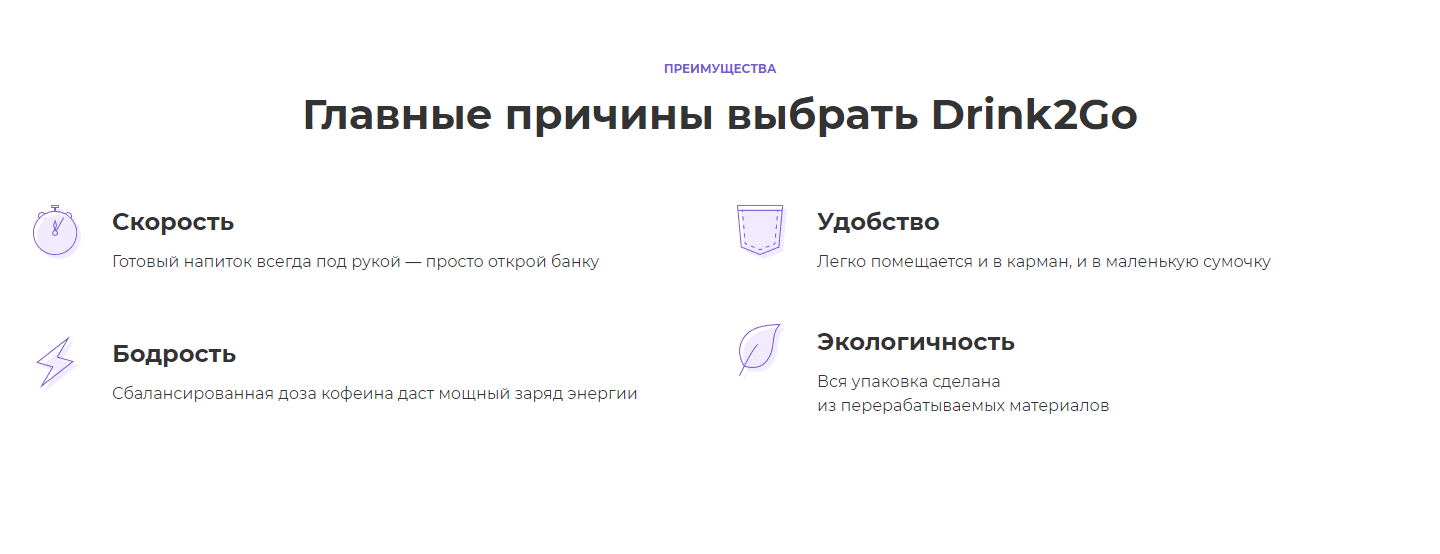 ПРЕИМУЩЕСТВА
Главные причины выбрать Drink2Go
Скорость
Готовый напиток всегда под рукой — просто открой банку
Удобство
Легко помещается и в карман, и в маленькую сумочку
Бодрость
Сбалансированная доза кофеина даст мощный заряд энергии
Экологичность
Вся упаковка сделана
из перерабатываемых материалов